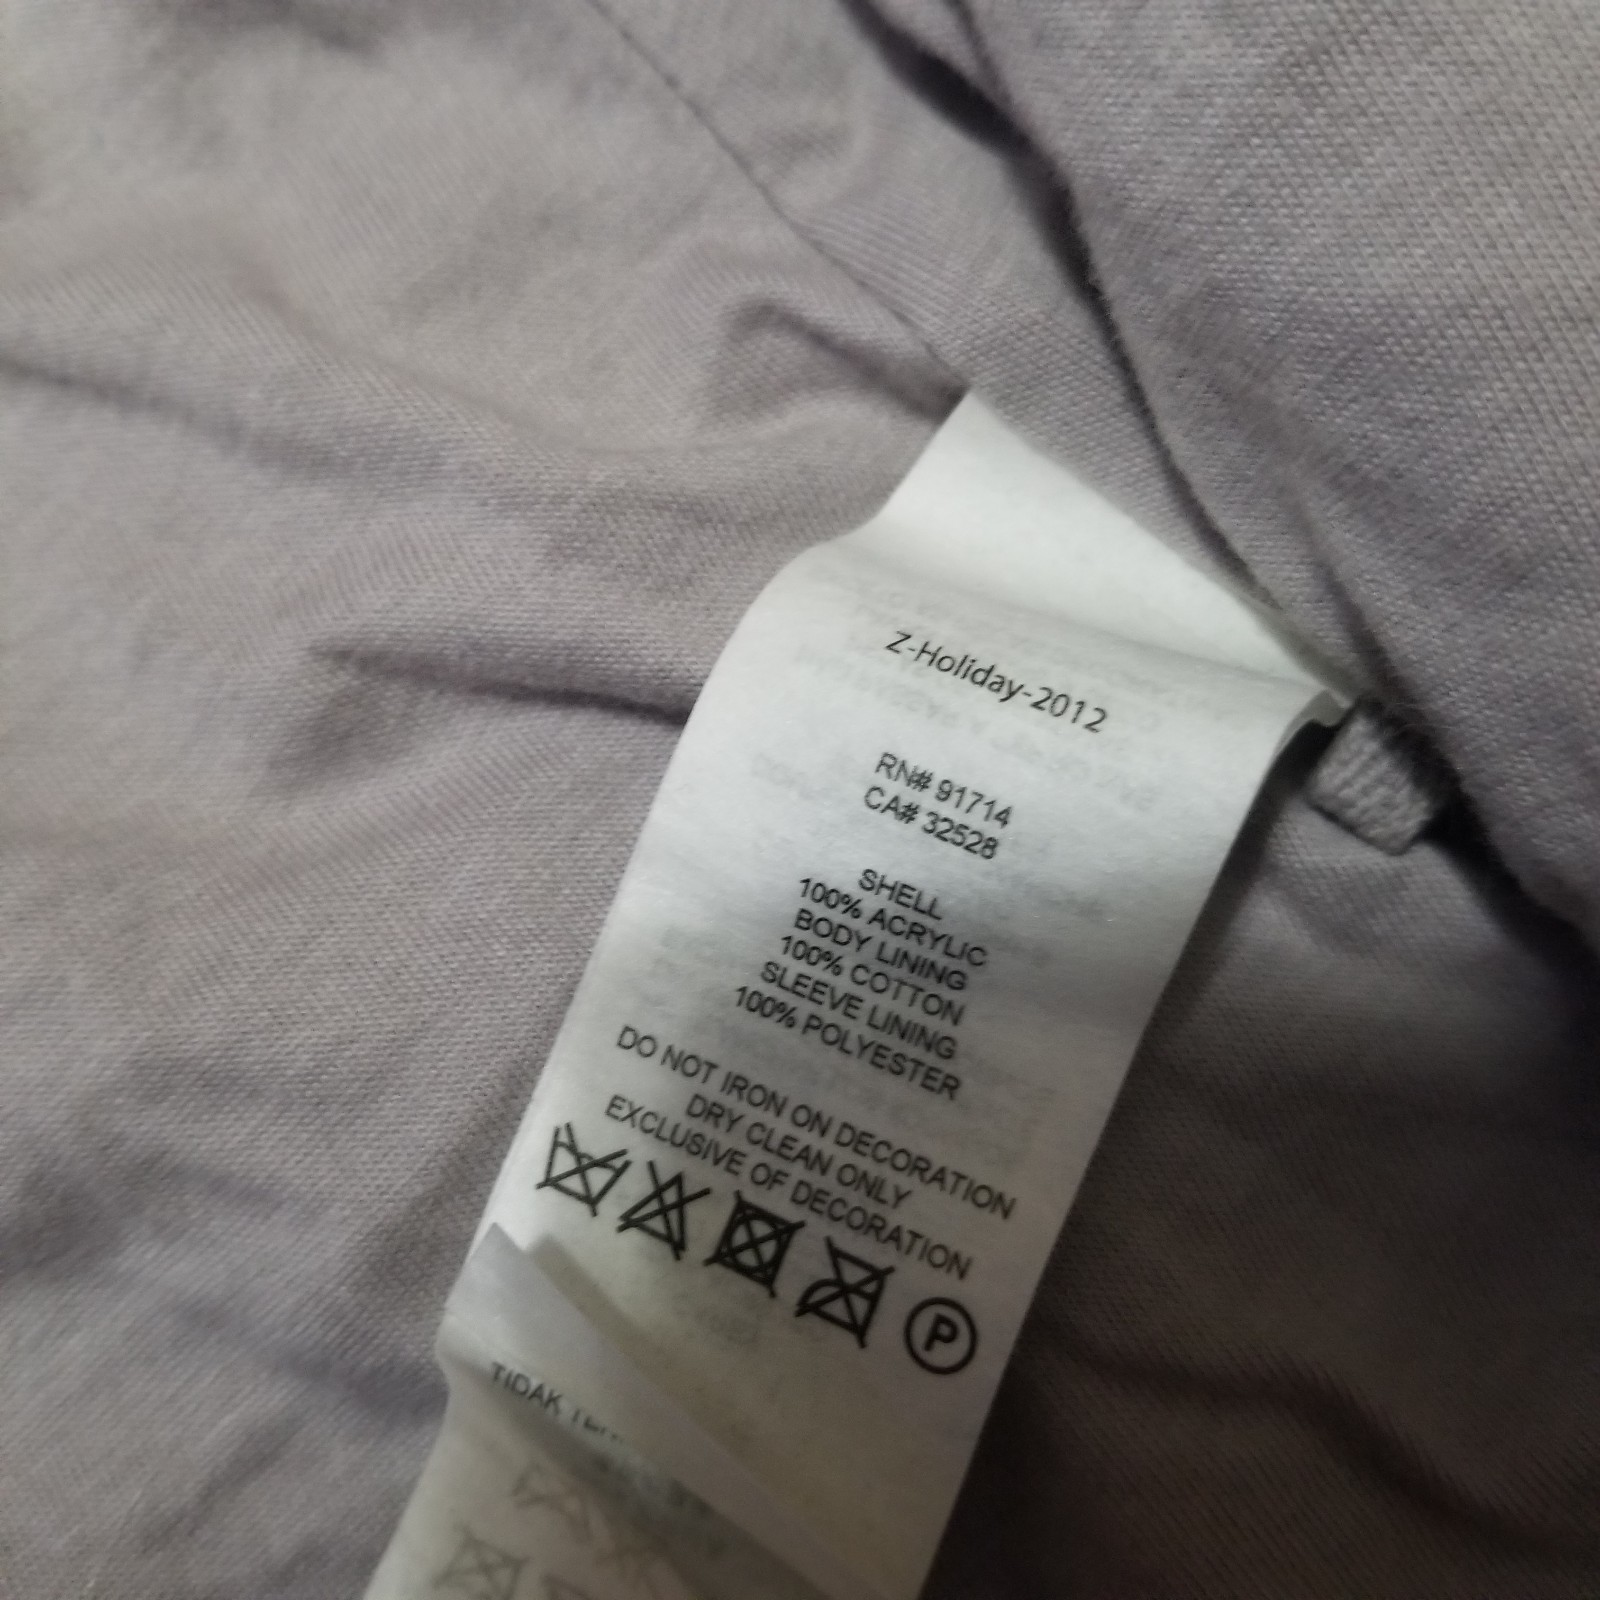 Z-Holiday-2012
RN# 91714
CA# 32528
SHELL
100% ACRYLIC
BODY LINING
100% COTTON
SLEEVE LINING
100% POLYESTER
DO NOT IRON ON DECORATION
DRY CLEAN ONLY
EXCLUSIVE OF DECORATION
P
TIDAK